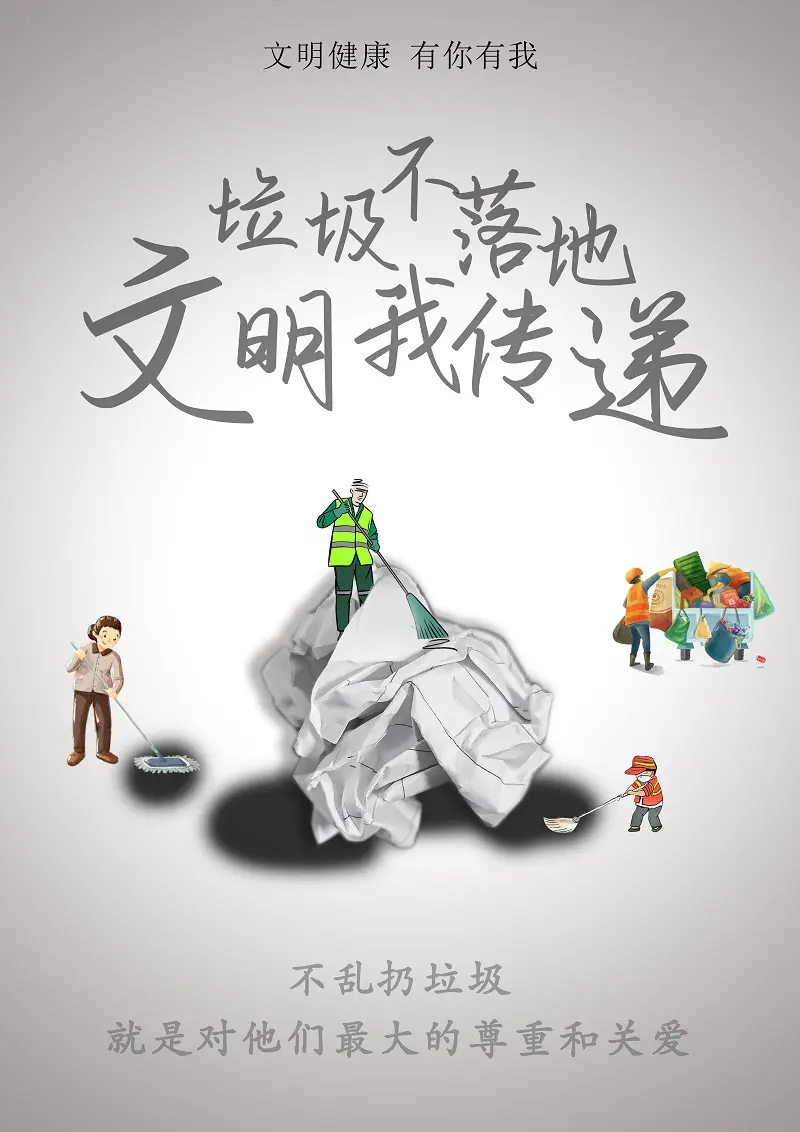 文明健康 有你有我
垃圾不落地
文明我传递
不乱扔垃圾
就是对他们最大的尊重和关爱